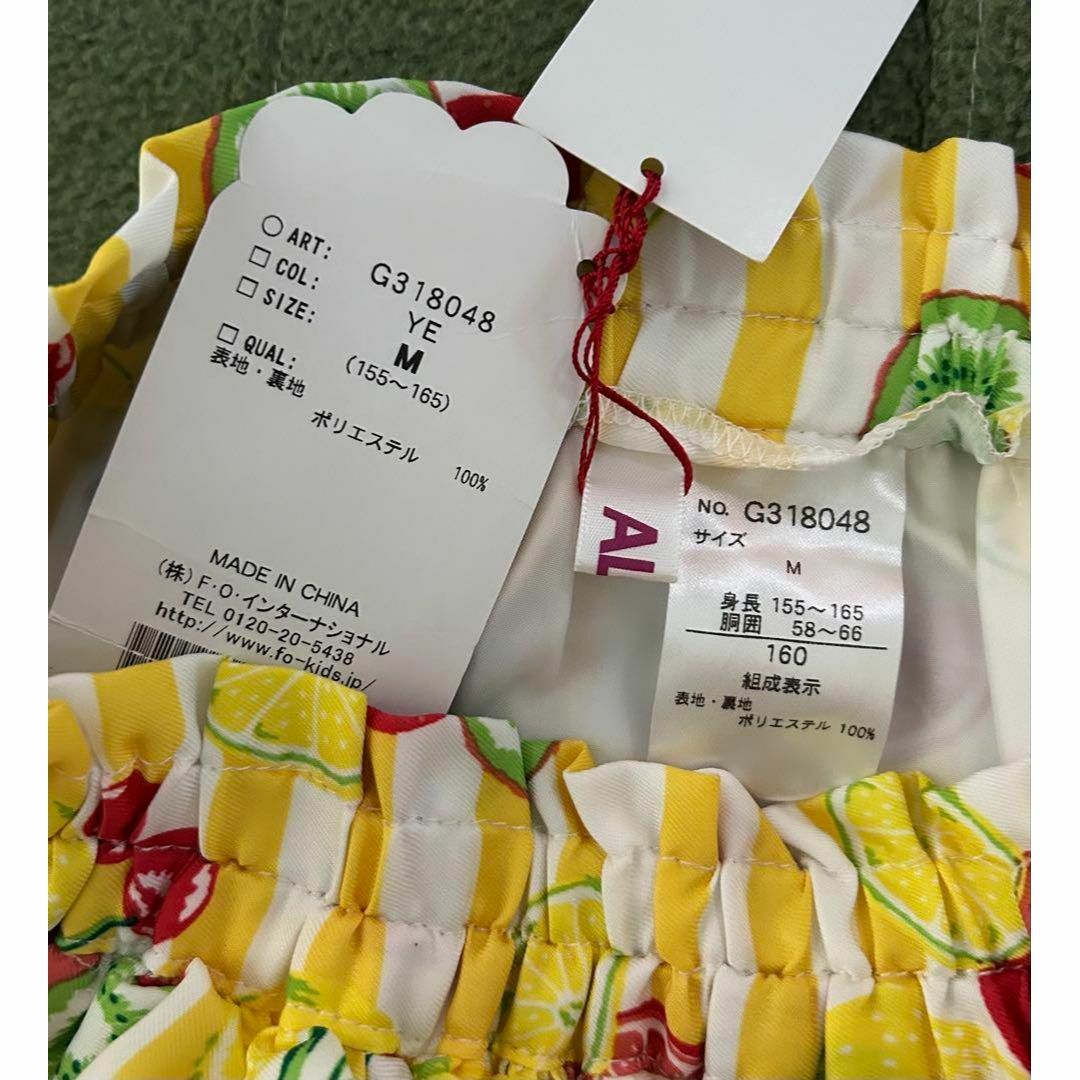 ○ ART: G318048
□ COL: YE
□ SIZE: M
(155～165)
□ QUAL:
表地・裏地
ポリエステル 100%
MADE IN CHINA
(株)F・O・インターナショナル
TEL 0120-20-5438
http://www.fo-kids.jp/
AL
NO. G318048
サイズ
M
身長 155～165
胴囲 58～66
160
組成表示
表地・裏地
ポリエステル 100%